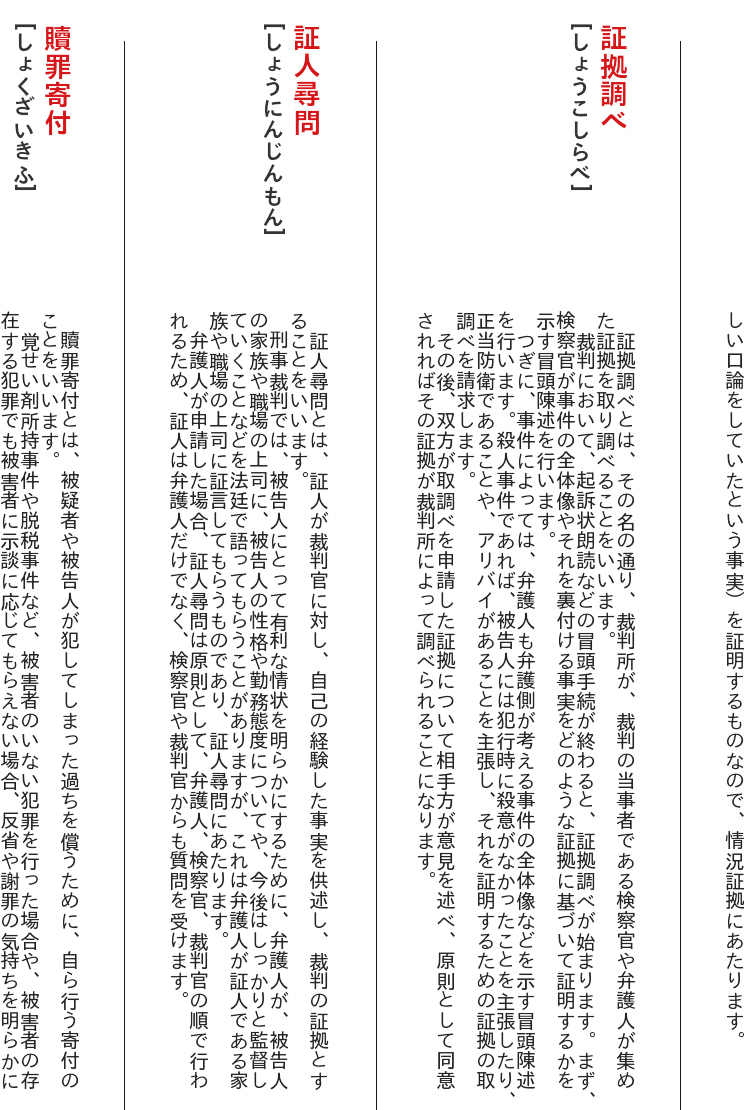 しい口論をしていたという事実）を証明するものなので、情況証拠にあたります。
証拠調べ
[しょうこしらべ]
証拠調べとは、その名の通り、裁判所が、裁判の当事者である検察官や弁護人が集め
た証拠を取り調べることをいいます。
裁判において、起訴状朗読などの冒頭手続が終わると、証拠調べが始まります。まず、
検察官が事件の全体像やそれを裏付ける事実をどのような証拠に基づいて証明するかを
示す冒頭陳述を行います。
つぎに、事件によっては、弁護人も弁護側が考える事件の全体像などを示す冒頭陳述
を行います。殺人事件であれば、被告人には犯行時に殺意がなかったことを主張したり、
正当防衛であることや、アリバイがあることを主張し、それを証明するための証拠の取
調べを請求します。
その後、双方が取調べを申請した証拠について相手方が意見を述べ、原則として同意
されればその証拠が裁判所によって調べられることになります。
証人尋問
[しょうにんじんもん]
証人尋問とは、証人が裁判官に対し、自己の経験した事実を供述し、裁判の証拠とす
ることをいいます。
刑事裁判では、被告人にとって有利な情状を明らかにするために、弁護人が、被告人
の家族や職場の上司に、被告人の性格や勤務態度についてや、今後はしっかりと監督し
ていくことなどを法廷で語ってもらうことがありますが、これは弁護人が証人である家
族や職場の上司に証言してもらうものであり、証人尋問にあたります。
弁護人が申請した場合、証人尋問は原則として、弁護人、検察官、裁判官の順で行わ
れるため、証人は弁護人だけでなく、検察官や裁判官からも質問を受けます。
贖罪寄付
[しょくざいきふ]
贖罪寄付とは、被疑者や被告人が犯してしまった過ちを償うために、自ら行う寄付の
ことをいいます。
覚せい剤所持事件や脱税事件など、被害者のいない犯罪を行った場合や、被害者の存
在する犯罪でも被害者に示談に応じてもらえない場合、反省や謝罪の気持ちを明らかに